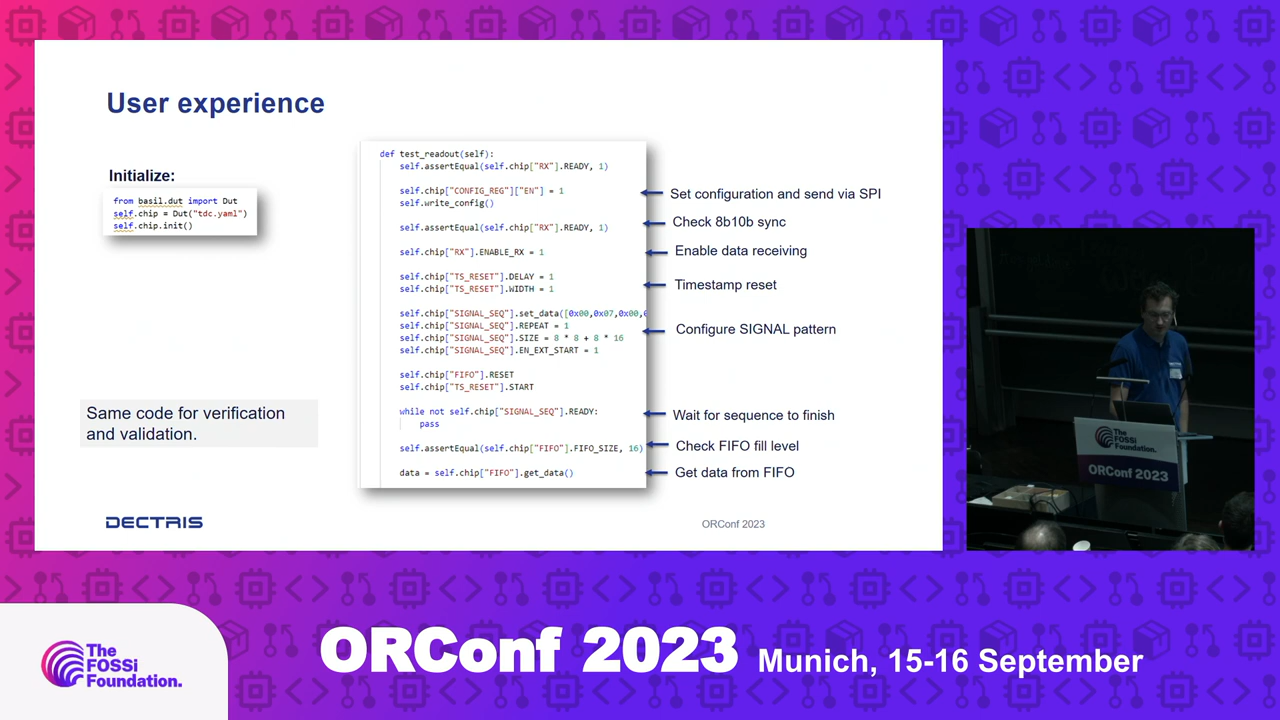 User experience
Initialize:
from basil.dut import Dut
self.chip = Dut("tdc.yaml")
self.chip.init()
def test_readout(self):
self.assertEqual(self.chip["RX"].READY, 1)
self.chip["CONFIG_REG"]["EN"] = 1
self.write_config()
self.assertEqual(self.chip["RX"].READY, 1)
self.chip["RX"].ENABLE_RX = 1
self.chip["TS_RESET"].DELAY = 1
self.chip["TS_RESET"].WIDTH = 1
self.chip["SIGNAL_SEQ"].set_data([0x00,0x07,0x00,
self.chip["SIGNAL_SEQ"].REPEAT = 1
self.chip["SIGNAL_SEQ"].SIZE = 8 * 8 + 8 * 16
self.chip["SIGNAL_SEQ"].EN_EXT_START = 1
self.chip["FIFO"].RESET
self.chip["TS_RESET"].START
while not self.chip["SIGNAL_SEQ"].READY:
pass
self.assertEqual(self.chip["FIFO"].FIFO_SIZE, 16)
data = self.chip["FIFO"].get_data()
Set configuration and send via SPI
Check 8b10b sync
Enable data receiving
Timestamp reset
Configure SIGNAL pattern
Wait for sequence to finish
Check FIFO fill level
Get data from FIFO
Same code for verification
and validation.
DECTRIS
ORConf 2023
The
FOSSi
Foundation.
ORConf 2023
The
FOSSi
Foundation.
ORConf 2023 Munich, 15-16 September